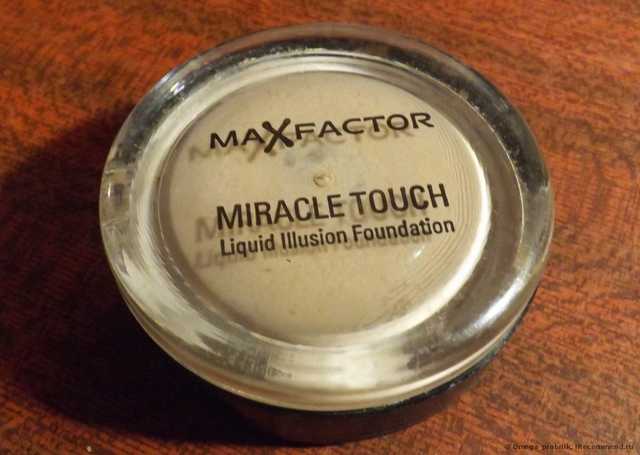 MAXFACTOR
MIRACLE TOUCH
Liquid Illusion Foundation